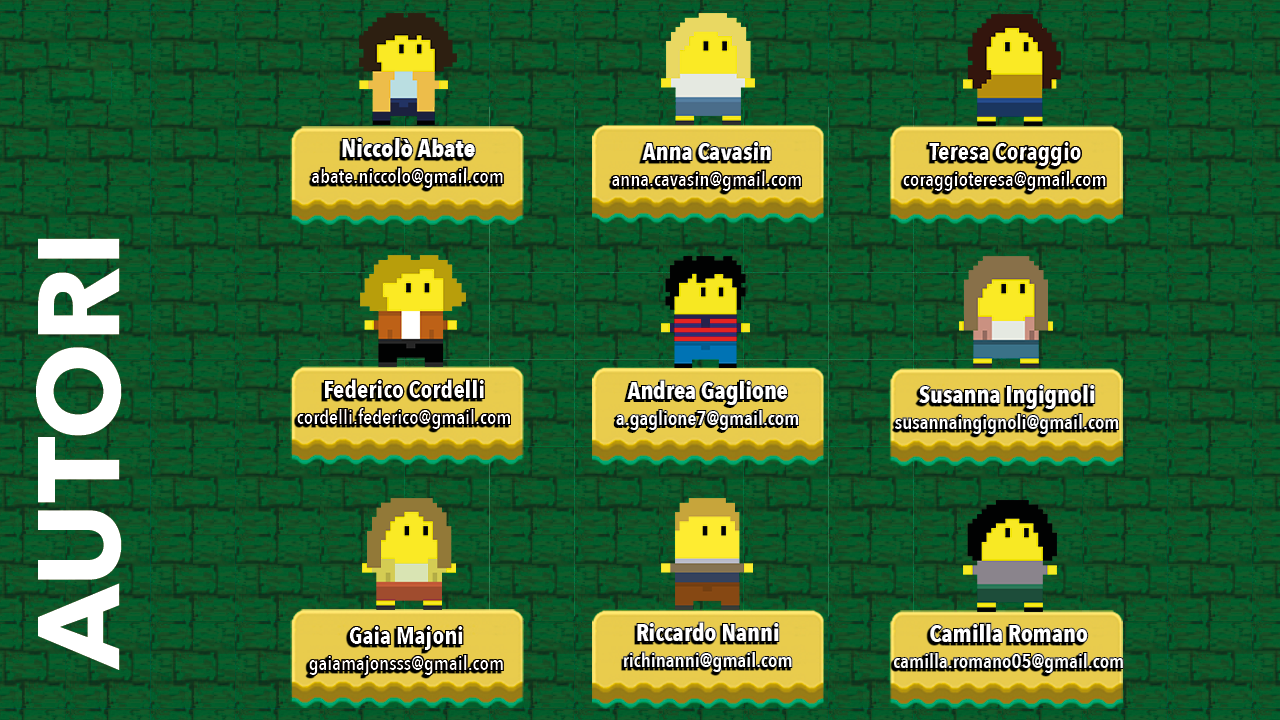 AUTORI
Niccolò Abate
abate.niccolo@gmail.com
Anna Cavasin
anna.cavasin@gmail.com
Teresa Coraggio
coraggioteresa@gmail.com
Federico Cordelli
cordelli.federico@gmail.com
Andrea Gaglione
a.gaglione7@gmail.com
Susanna Ingignoli
susannaingignoli@gmail.com
Gaia Majoni
gaiamajonsss@gmail.com
Riccardo Nanni
richinanni@gmail.com
Camilla Romano
camilla.romano05@gmail.com